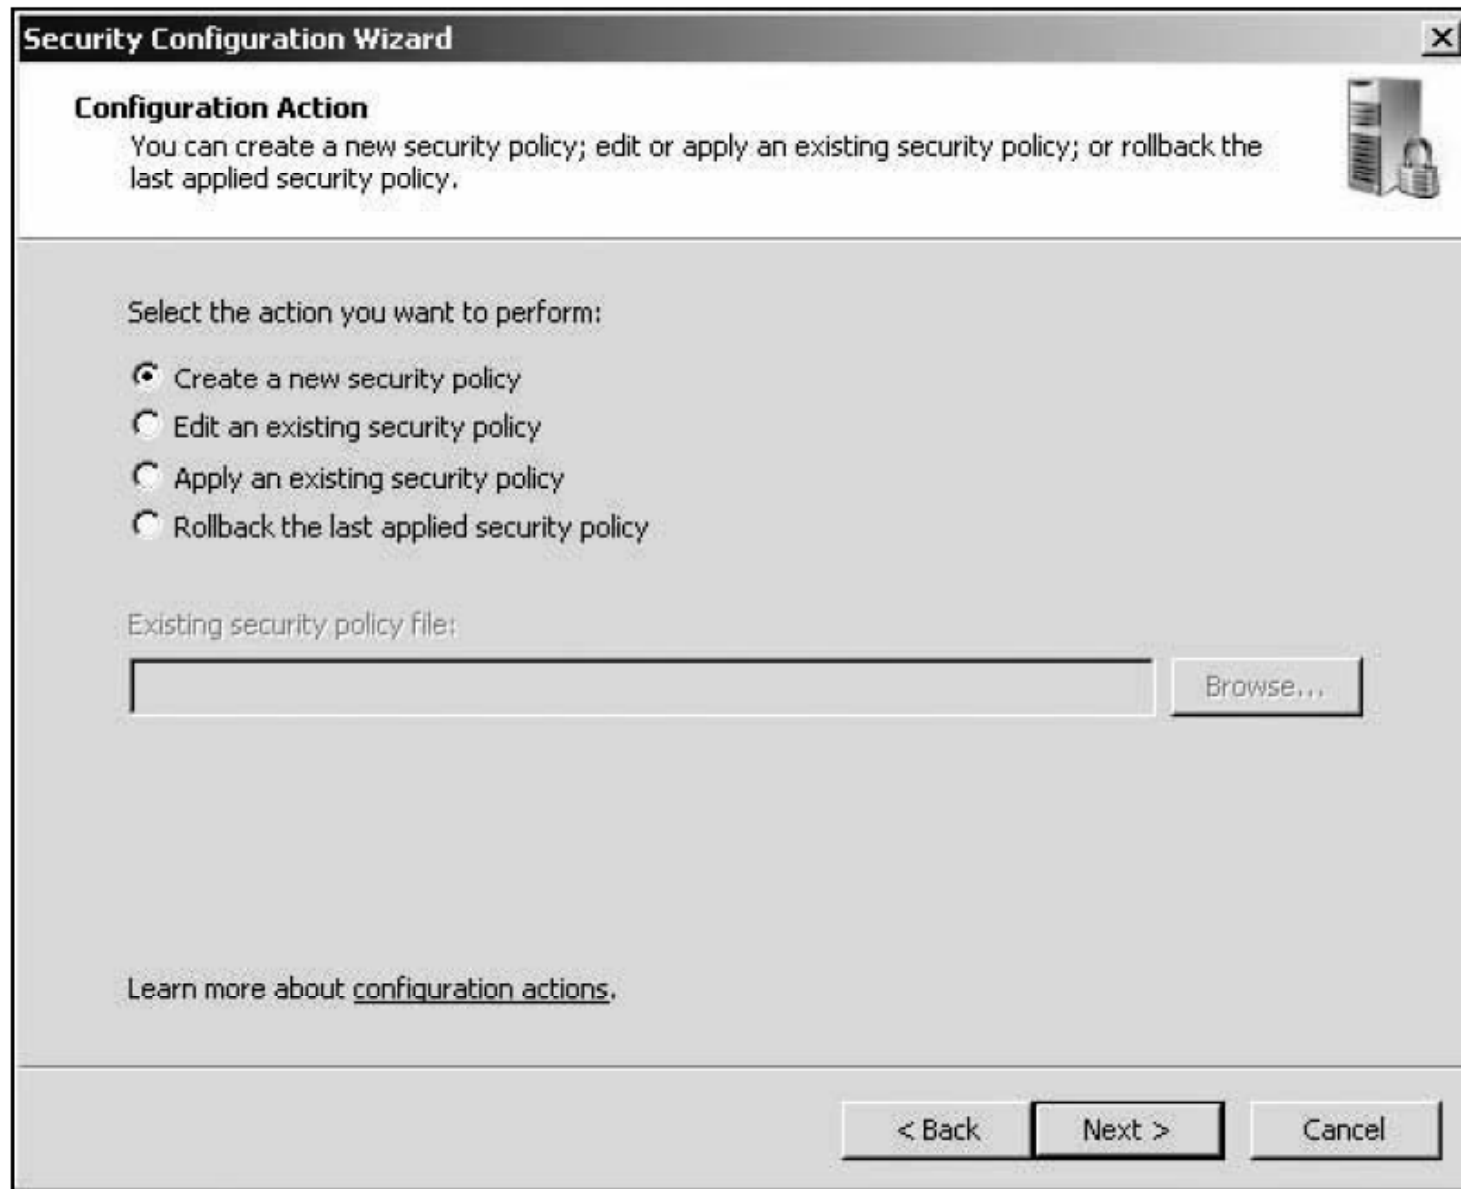 Security Configuration Wizard
Configuration Action
You can create a new security policy; edit or apply an existing security policy; or rollback the
last applied security policy.
Select the action you want to perform:
Create a new security policy
Edit an existing security policy
Apply an existing security policy
Rollback the last applied security policy
Existing security policy file:
Browse...
Learn more about configuration actions.
< Back
Next >
Cancel